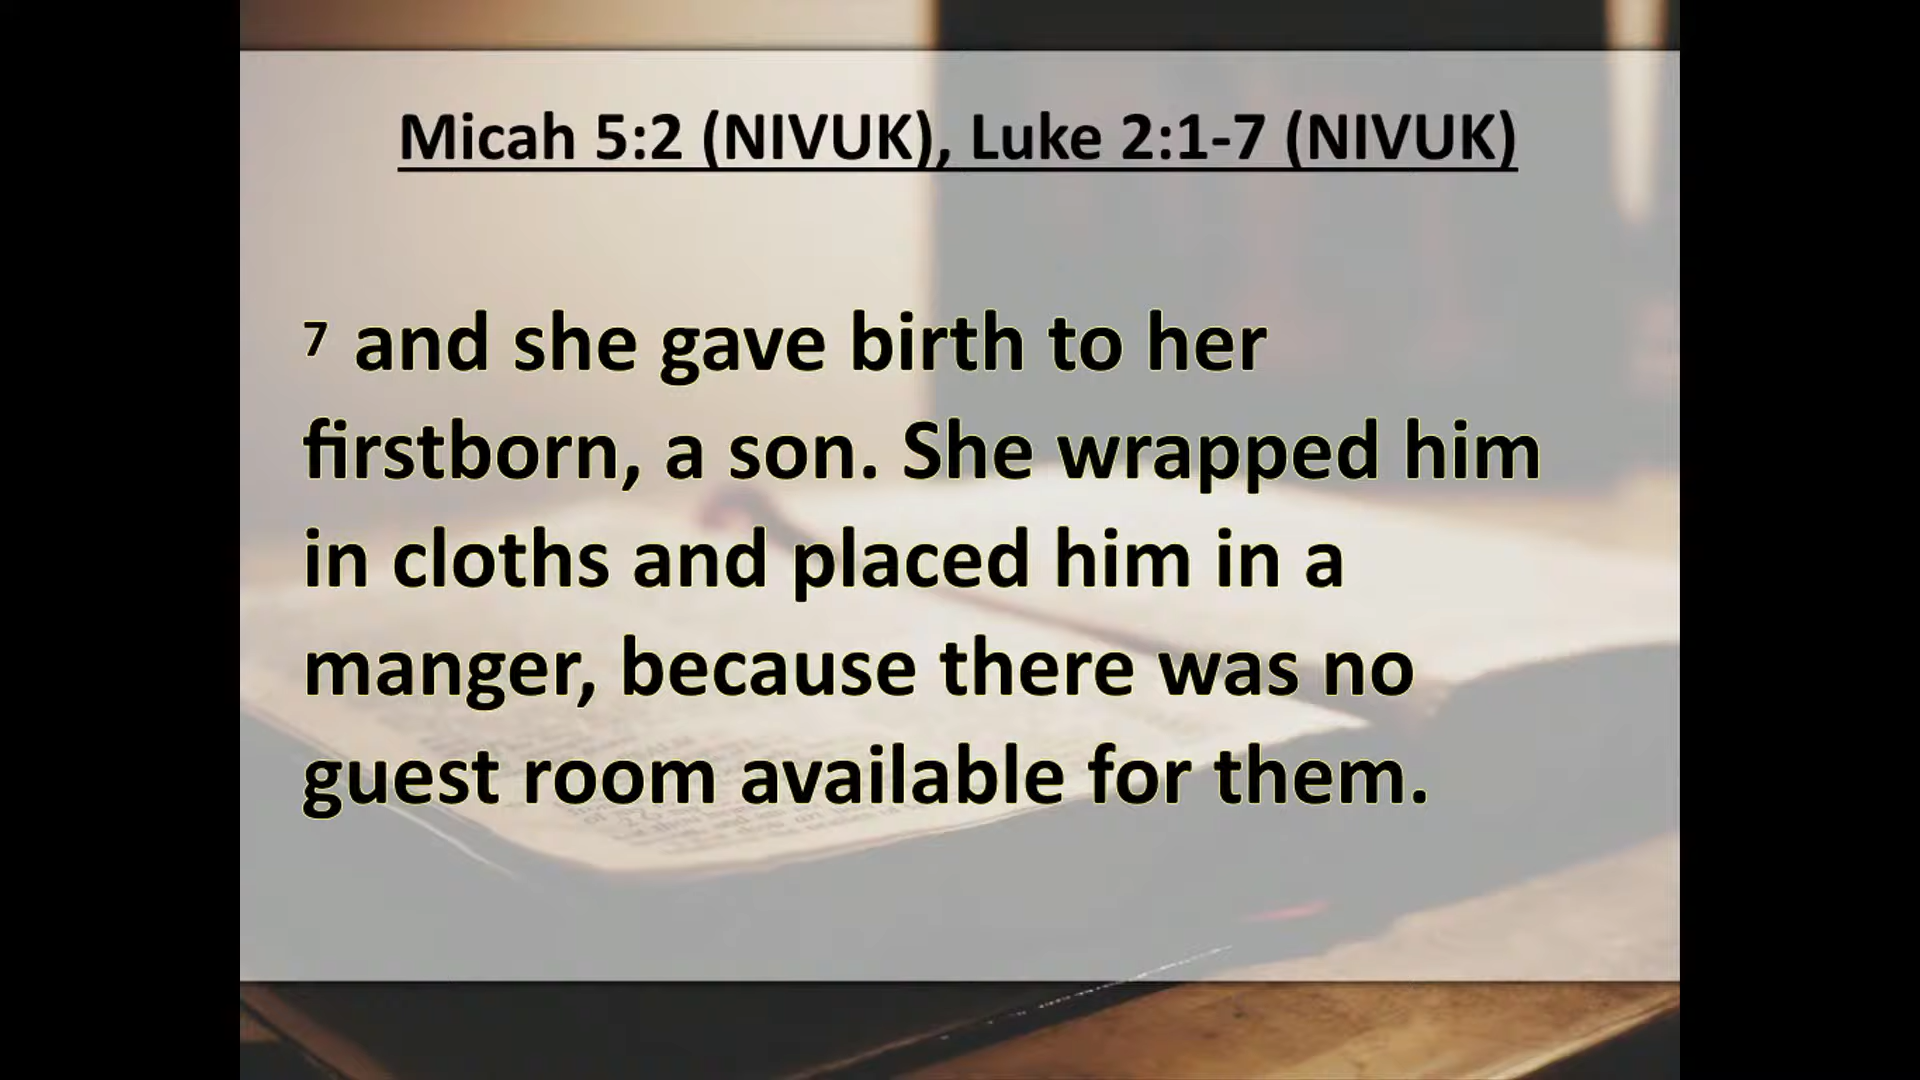 Micah 5:2 (NIVUK), Luke 2:1-7 (NIVUK)
7 and she gave birth to her
firstborn, a son. She wrapped him
in cloths and placed him in a
manger, because there was no
guest room available for them.